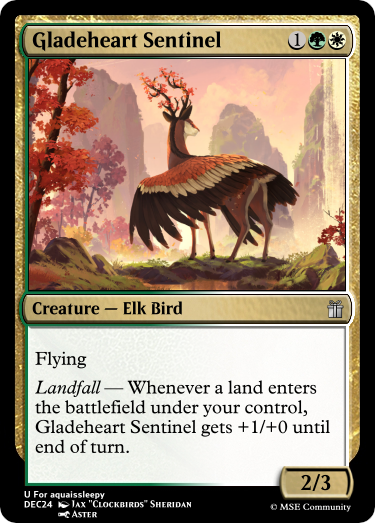 Gladeheart Sentinel 1
Creature — Elk Bird
Flying
Landfall — Whenever a land enters
the battlefield under your control,
Gladeheart Sentinel gets +1/+0 until
end of turn.
2/3
U For aquaissleepy
DEC24 Jax "Clockbirds" Sheridan
Aster
© MSE Community